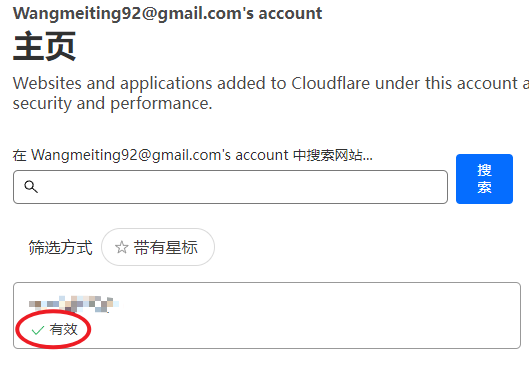 Wangmeiting92@gmail.com's account
主页
Websites and applications added to Cloudflare under this account a
security and performance.
在 Wangmeiting92@gmail.com's account 中搜索网站...
搜
索
筛选方式
带有星标
有效